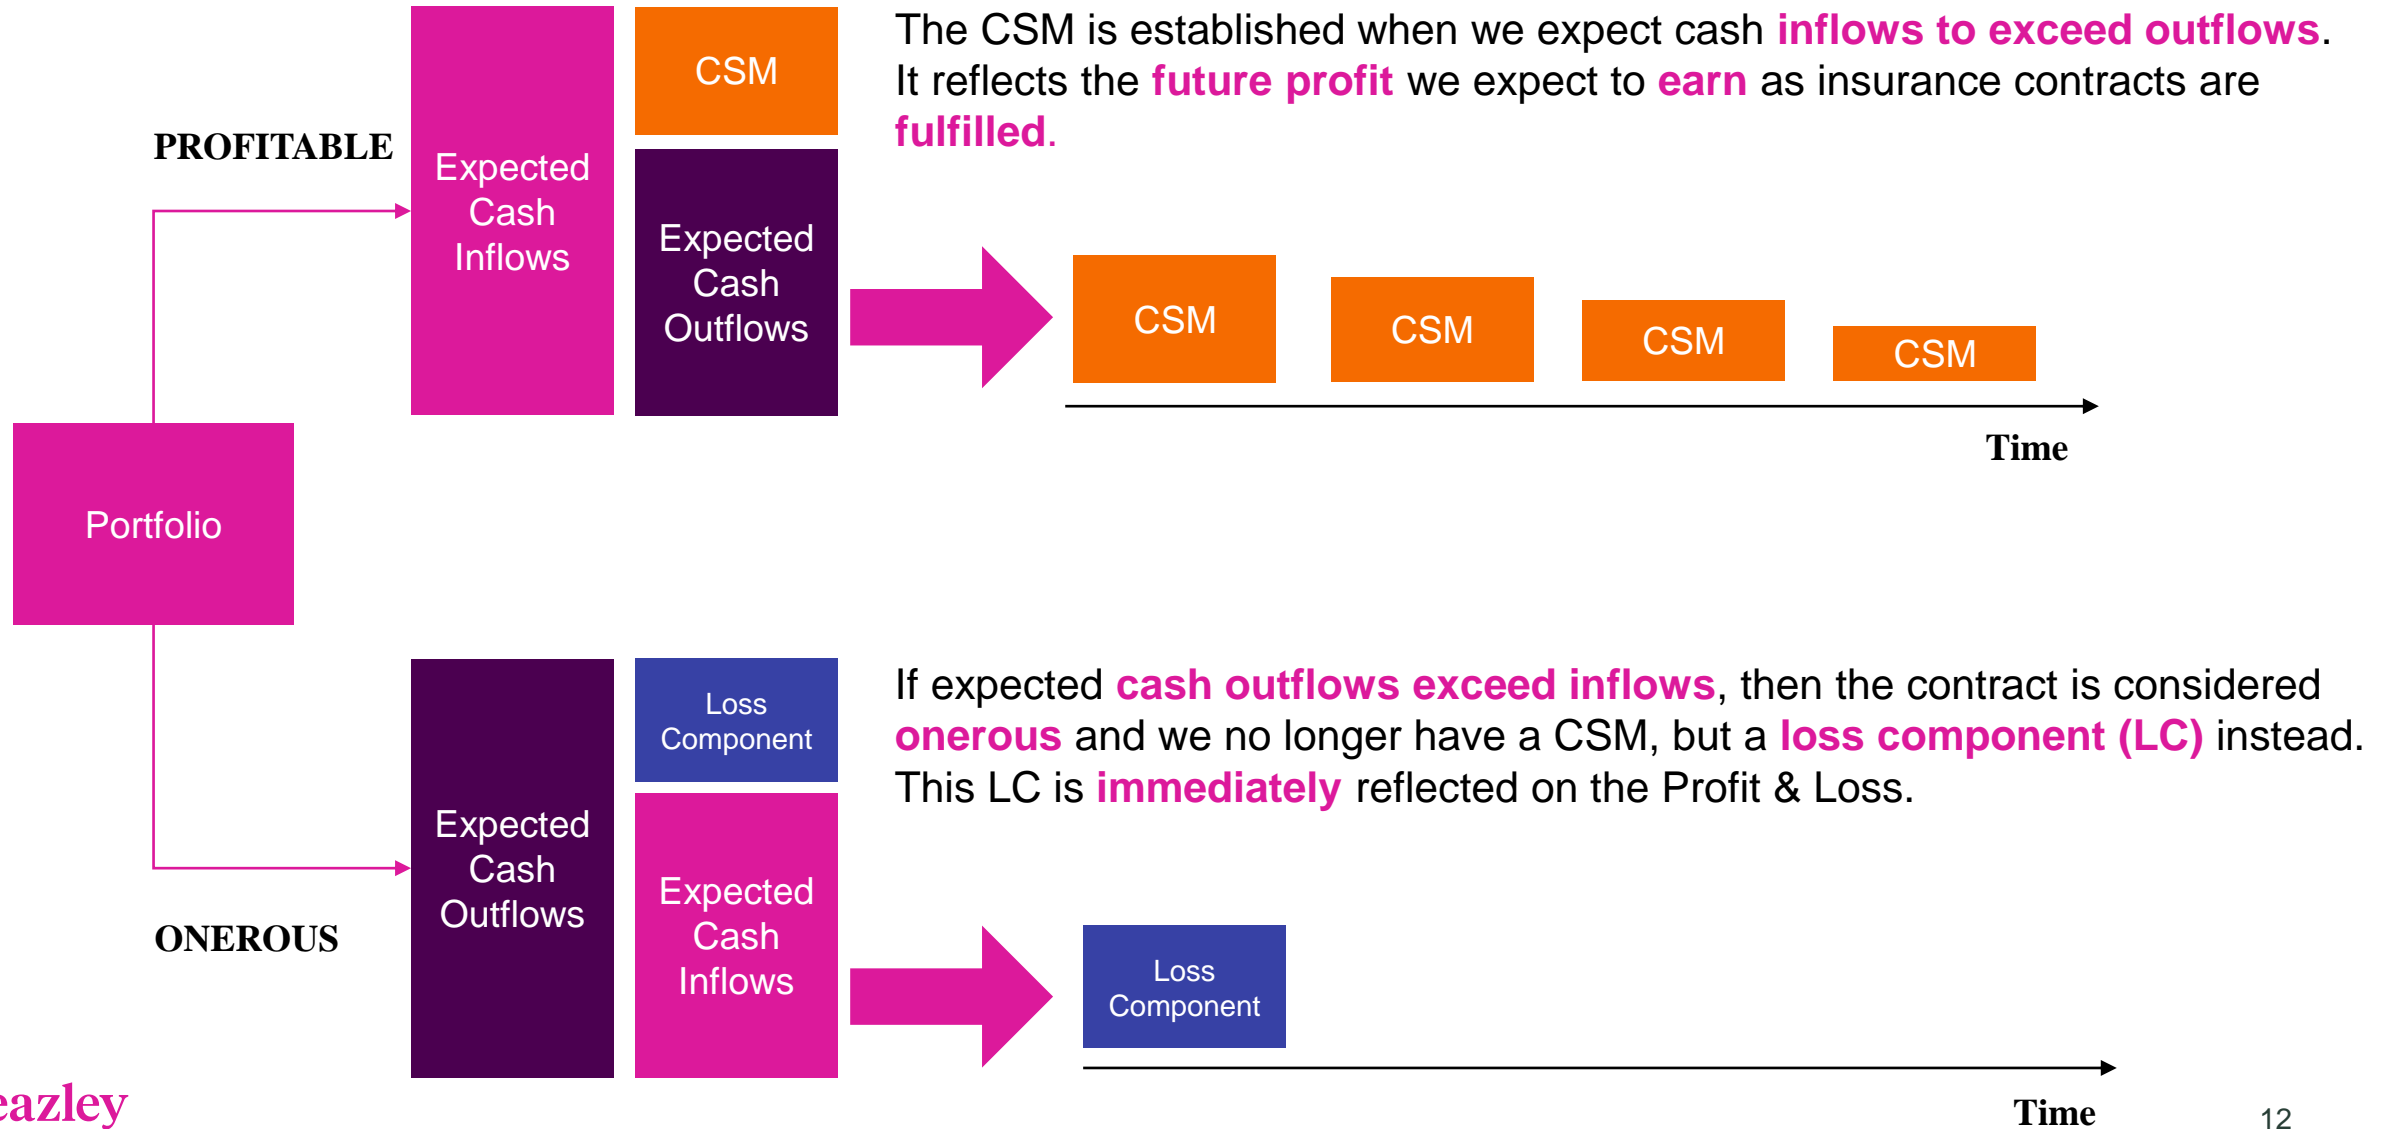 The CSM is established when we expect cash inflows to exceed outflows.
It reflects the future profit we expect to earn as insurance contracts are
fulfilled.
PROFITABLE
Expected
Cash
Inflows
CSM
Expected
Cash
Outflows
CSM
CSM
CSM
CSM
Time
Portfolio
If expected cash outflows exceed inflows, then the contract is considered
onerous and we no longer have a CSM, but a loss component (LC) instead.
This LC is immediately reflected on the Profit & Loss.
ONEROUS
Expected
Cash
Outflows
Loss
Component
Expected
Cash
Inflows
Loss
Component
Time
eazley
12